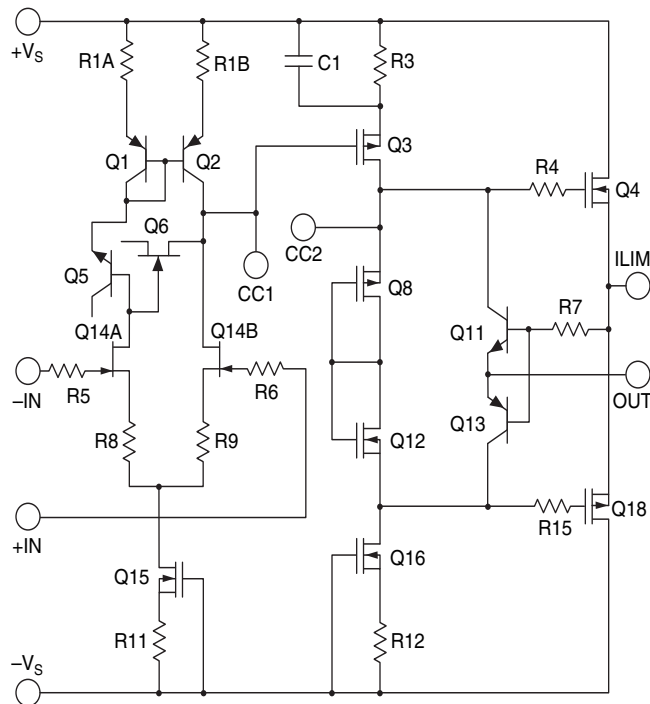 +VS
R1A
R1B
C1
R3
Q1
Q2
Q3
R4
Q4
Q6
Q5
CC1
CC2
Q8
ILIM
Q14A
Q14B
Q11
R7
–IN
R5
R6
OUT
R8
R9
Q12
Q13
+IN
R15
Q18
Q15
Q16
R11
R12
–VS